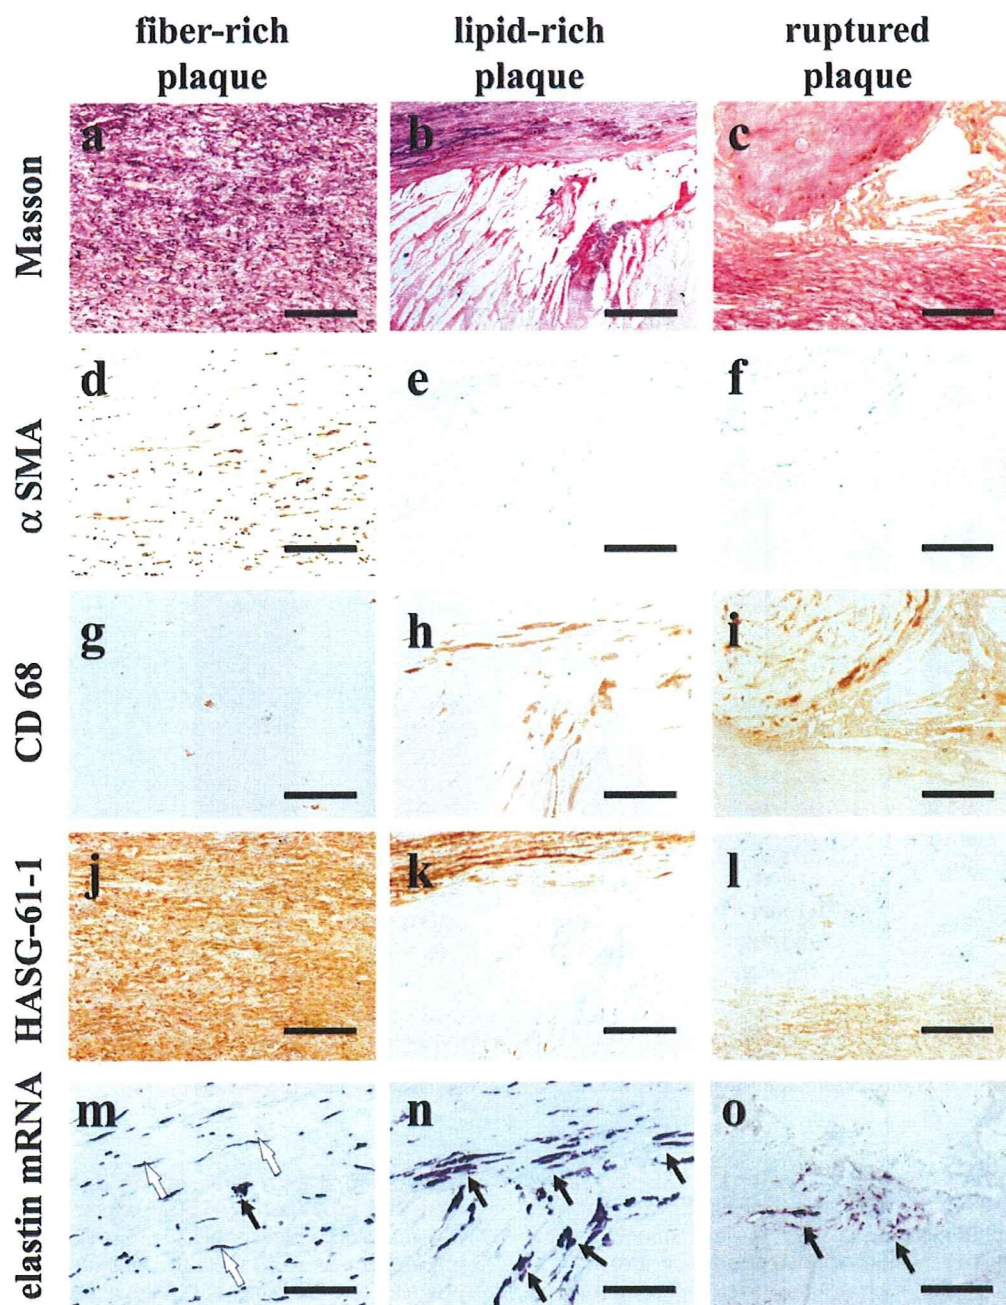 fiber-rich plaque
lipid-rich plaque
ruptured plaque
Masson
a
b
c
α SMA
d
e
f
CD 68
g
h
i
HASG-61-1
j
k
l
elastin mRNA
m
n
o